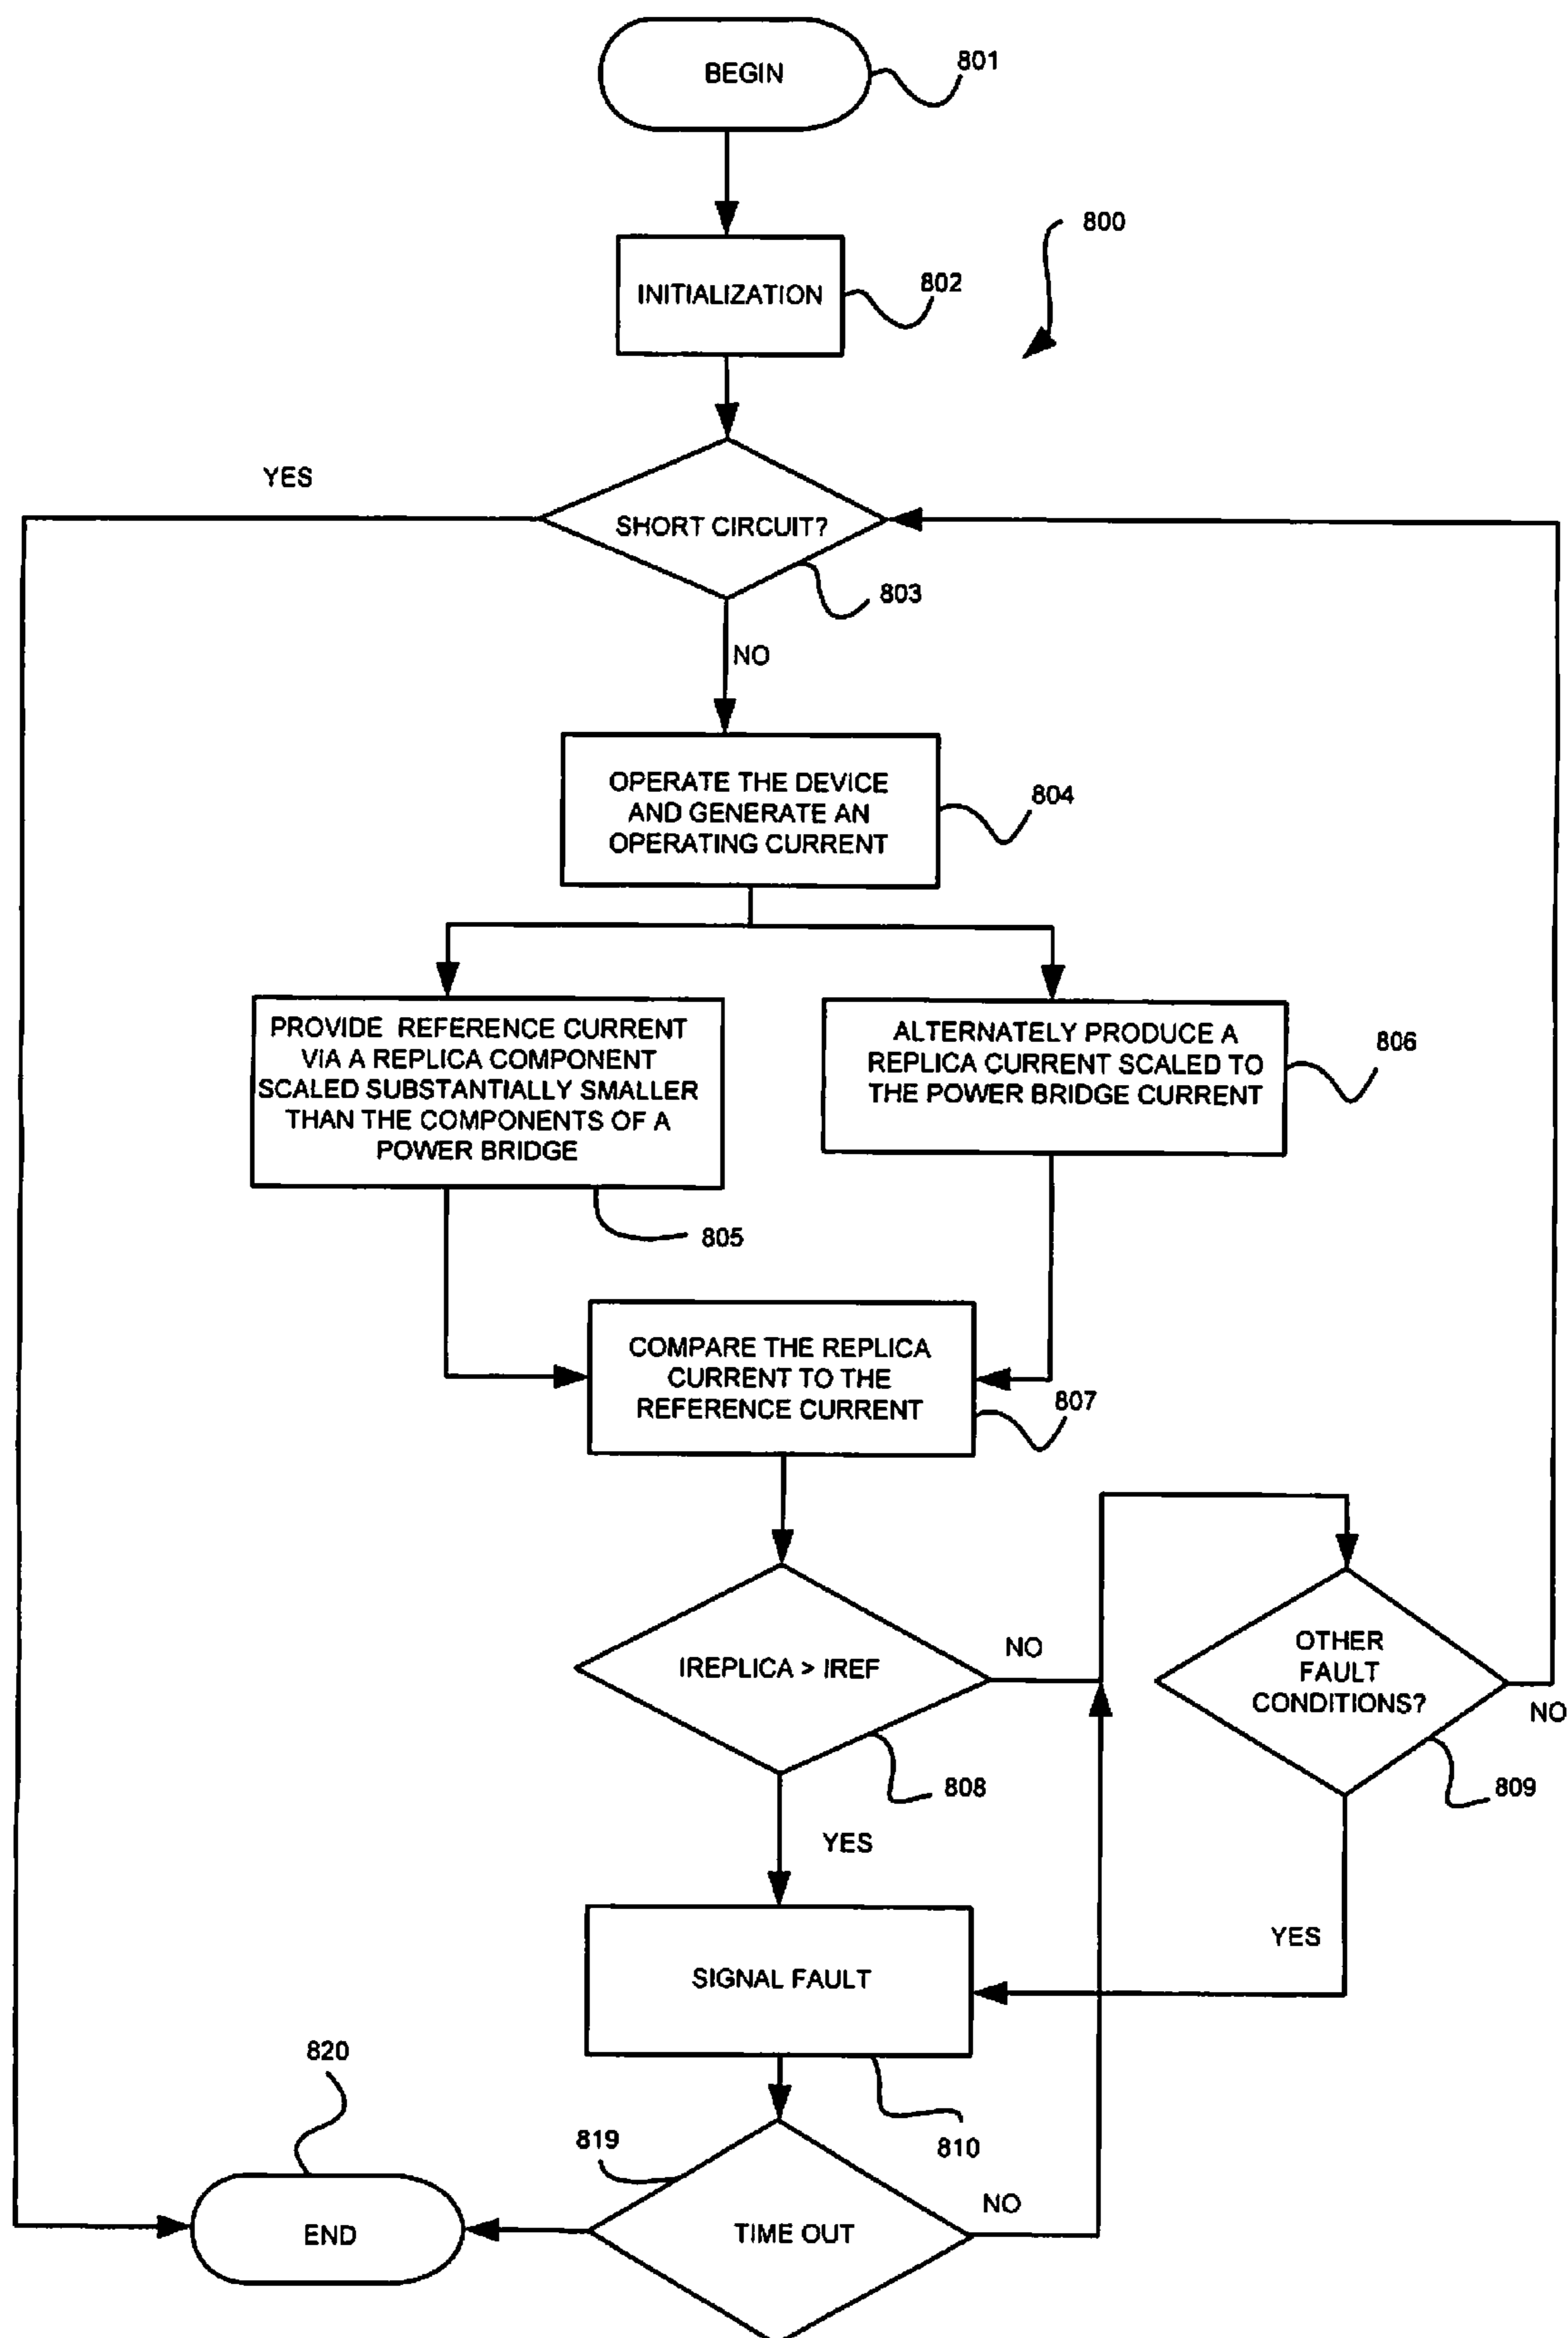 BEGIN
801
800
INITIALIZATION
802
YES
SHORT CIRCUIT?
803
NO
OPERATE THE DEVICE
AND GENERATE AN
OPERATING CURRENT
804
PROVIDE REFERENCE CURRENT
VIA A REPLICA COMPONENT
SCALED SUBSTANTIALLY SMALLER
THAN THE COMPONENTS OF A
POWER BRIDGE
805
ALTERNATELY PRODUCE A
REPLICA CURRENT SCALED TO
THE POWER BRIDGE CURRENT
806
COMPARE THE REPLICA
CURRENT TO THE
REFERENCE CURRENT
807
IREPLICA > IREF
NO
808
YES
OTHER
FAULT
CONDITIONS?
NO
809
YES
SIGNAL FAULT
810
820
819
END
TIME OUT
NO